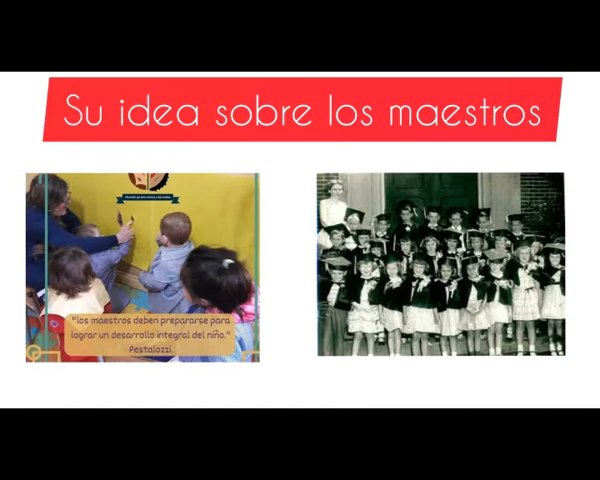 Su idea sobre los maestros
"los maestros deben prepararse para
lograr un desarrollo integral del niño."
Pestalozzi